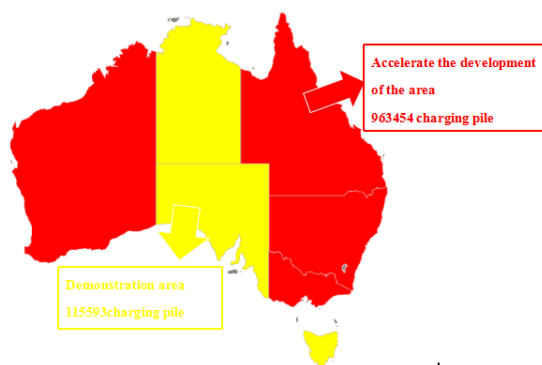 Accelerate the development
of the area
963454 charging pile
Demonstration area
115593charging pile